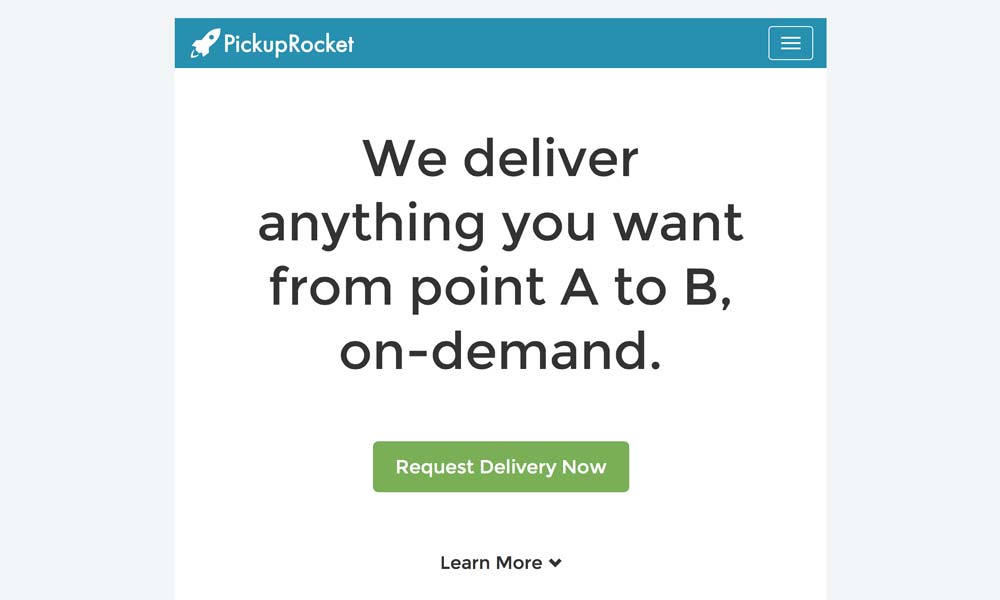 PickupRocket
We deliver
anything you want
from point A to B,
on-demand.
Request Delivery Now
Learn More